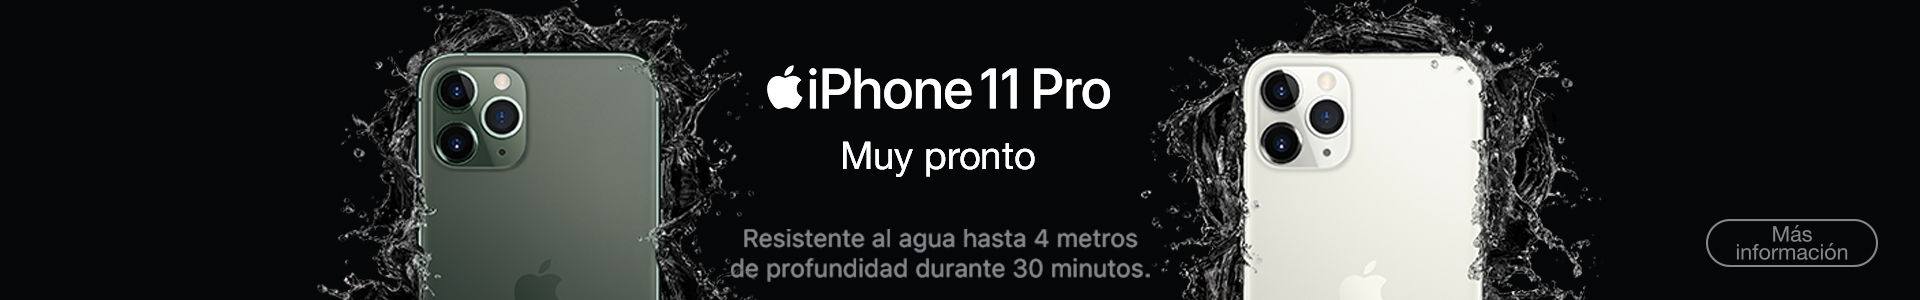 iPhone 11 Pro
Muy pronto
Resistente al agua hasta 4 metros
de profundidad durante 30 minutos.
Más
información